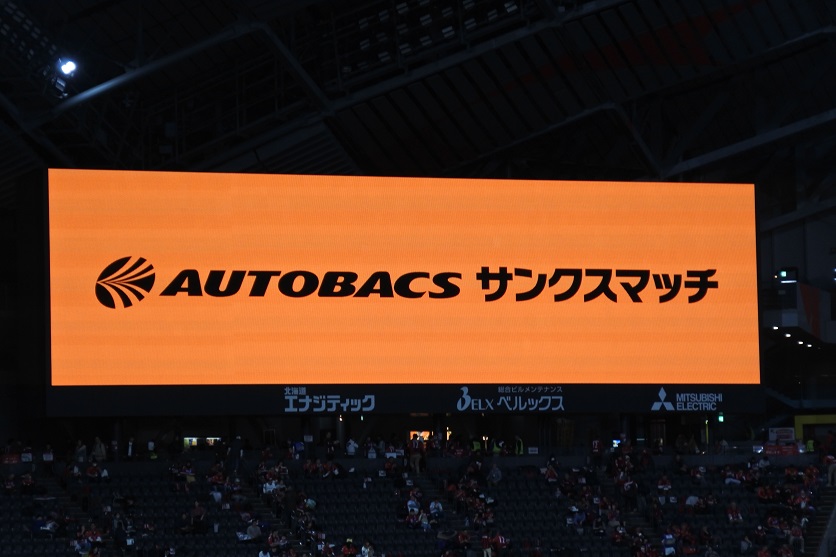 AUTOBACS サンクスマッチ
北海道
エナジティック
総合ビルメンテナンス
BELX ベルックス
MITSUBISHI
ELECTRIC